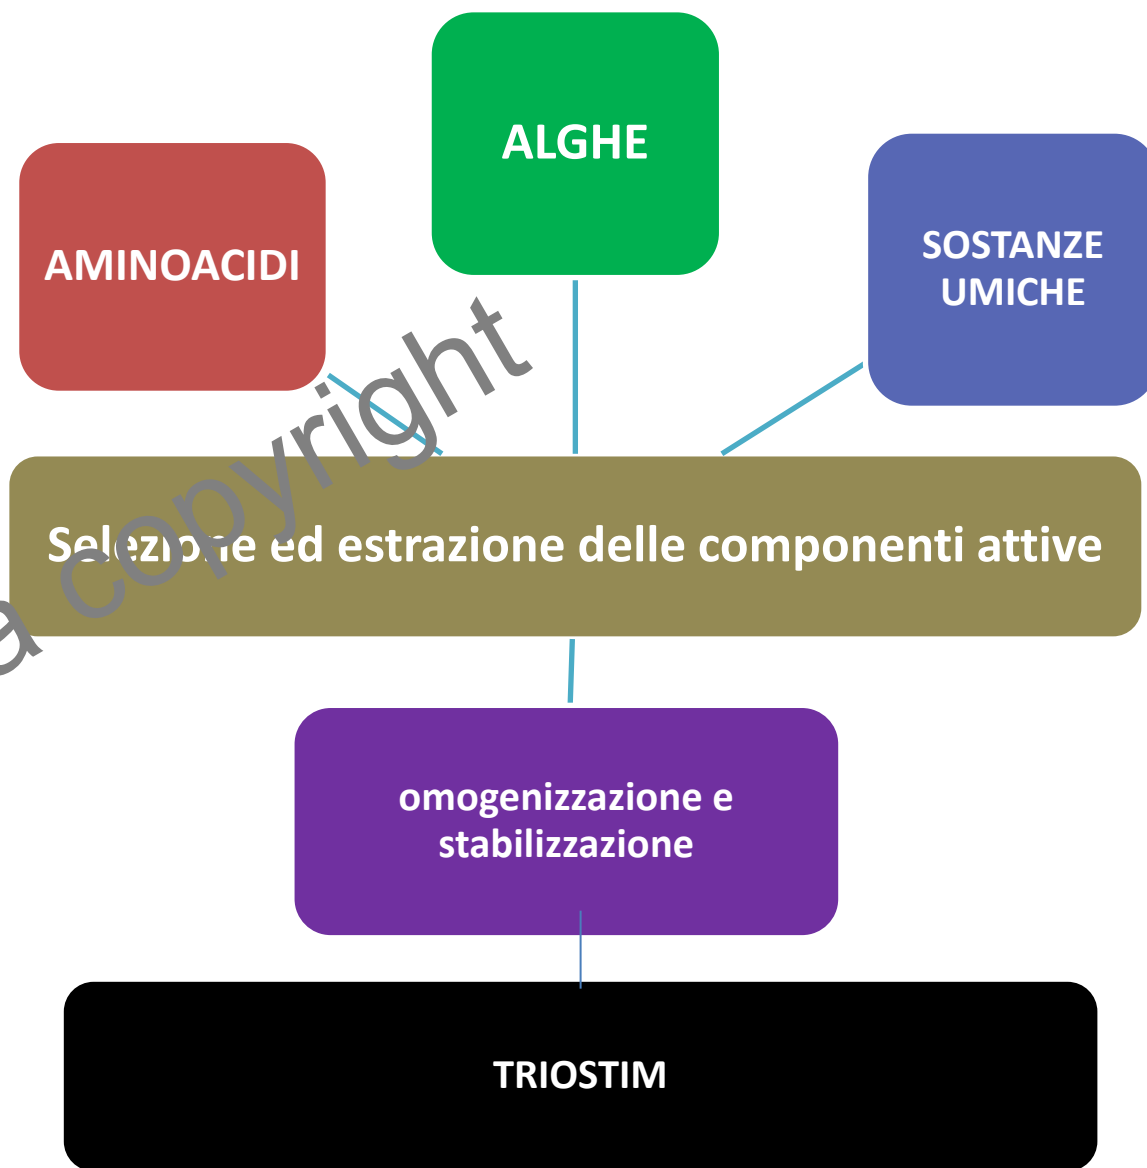 ALGHE
AMINOACIDI
SOSTANZE
UMICHE
Selezione ed estrazione delle componenti attive
omogenizzazione e
stabilizzazione
TRIOSTIM
a copyright